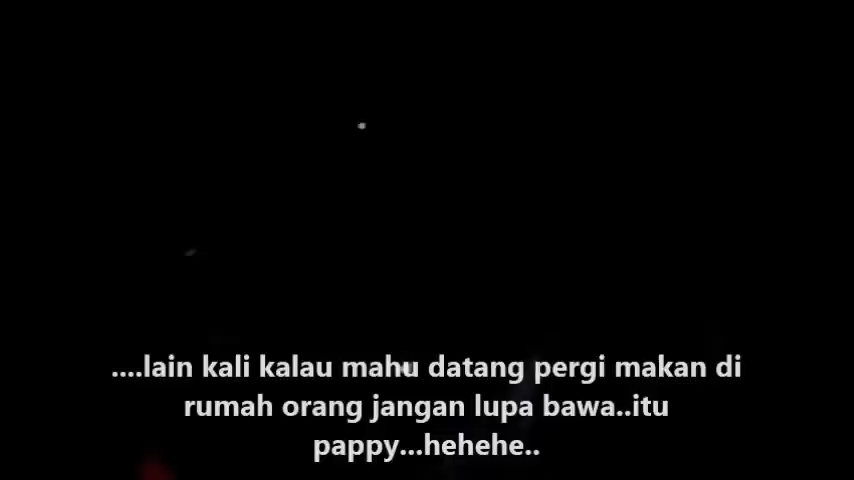 ....lain kali kalau mahu datang pergi makan di
rumah orang jangan lupa bawa..itu
pappy...hehehe..